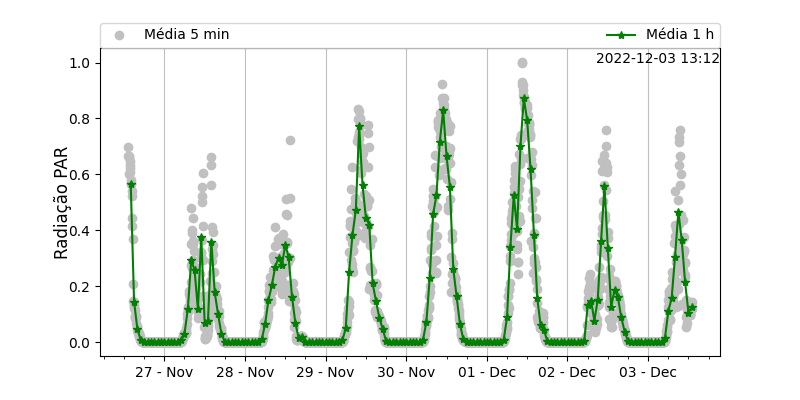 Média 5 min
Média 1 h
2022-12-03 13:12
Radiação PAR
1.0
0.8
0.6
0.4
0.2
0.0
27 - Nov
28 - Nov
29 - Nov
30 - Nov
01 - Dec
02 - Dec
03 - Dec